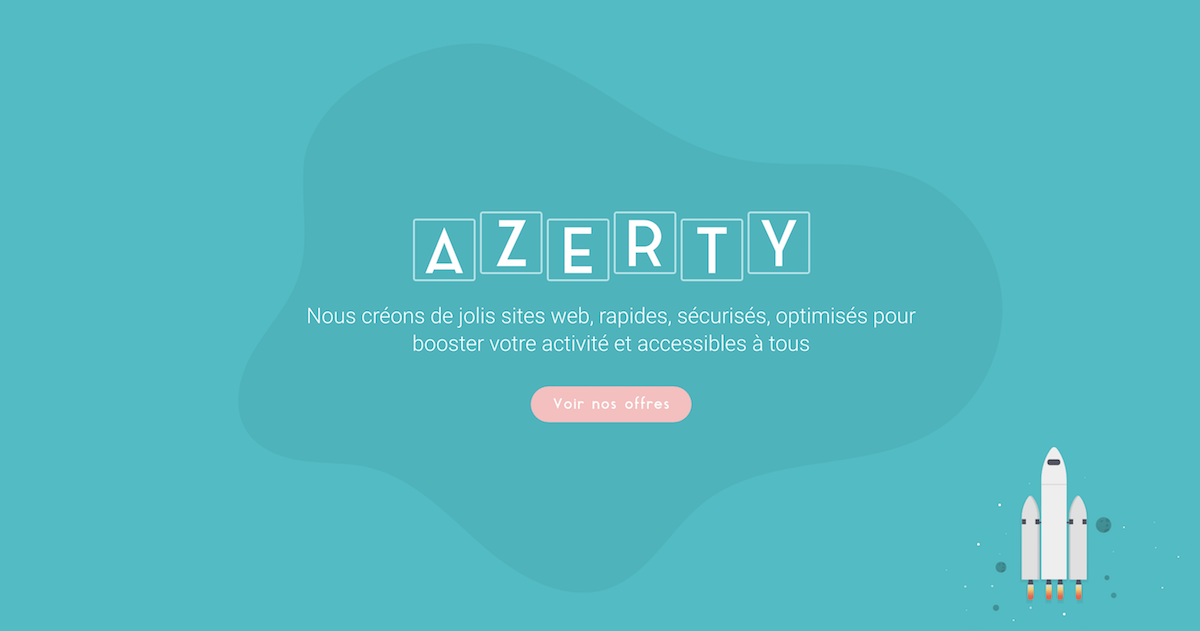 AZERTY
Nous créons de jolis sites web, rapides, sécurisés, optimisés pour
booster votre activité et accessibles à tous
Voir nos offres